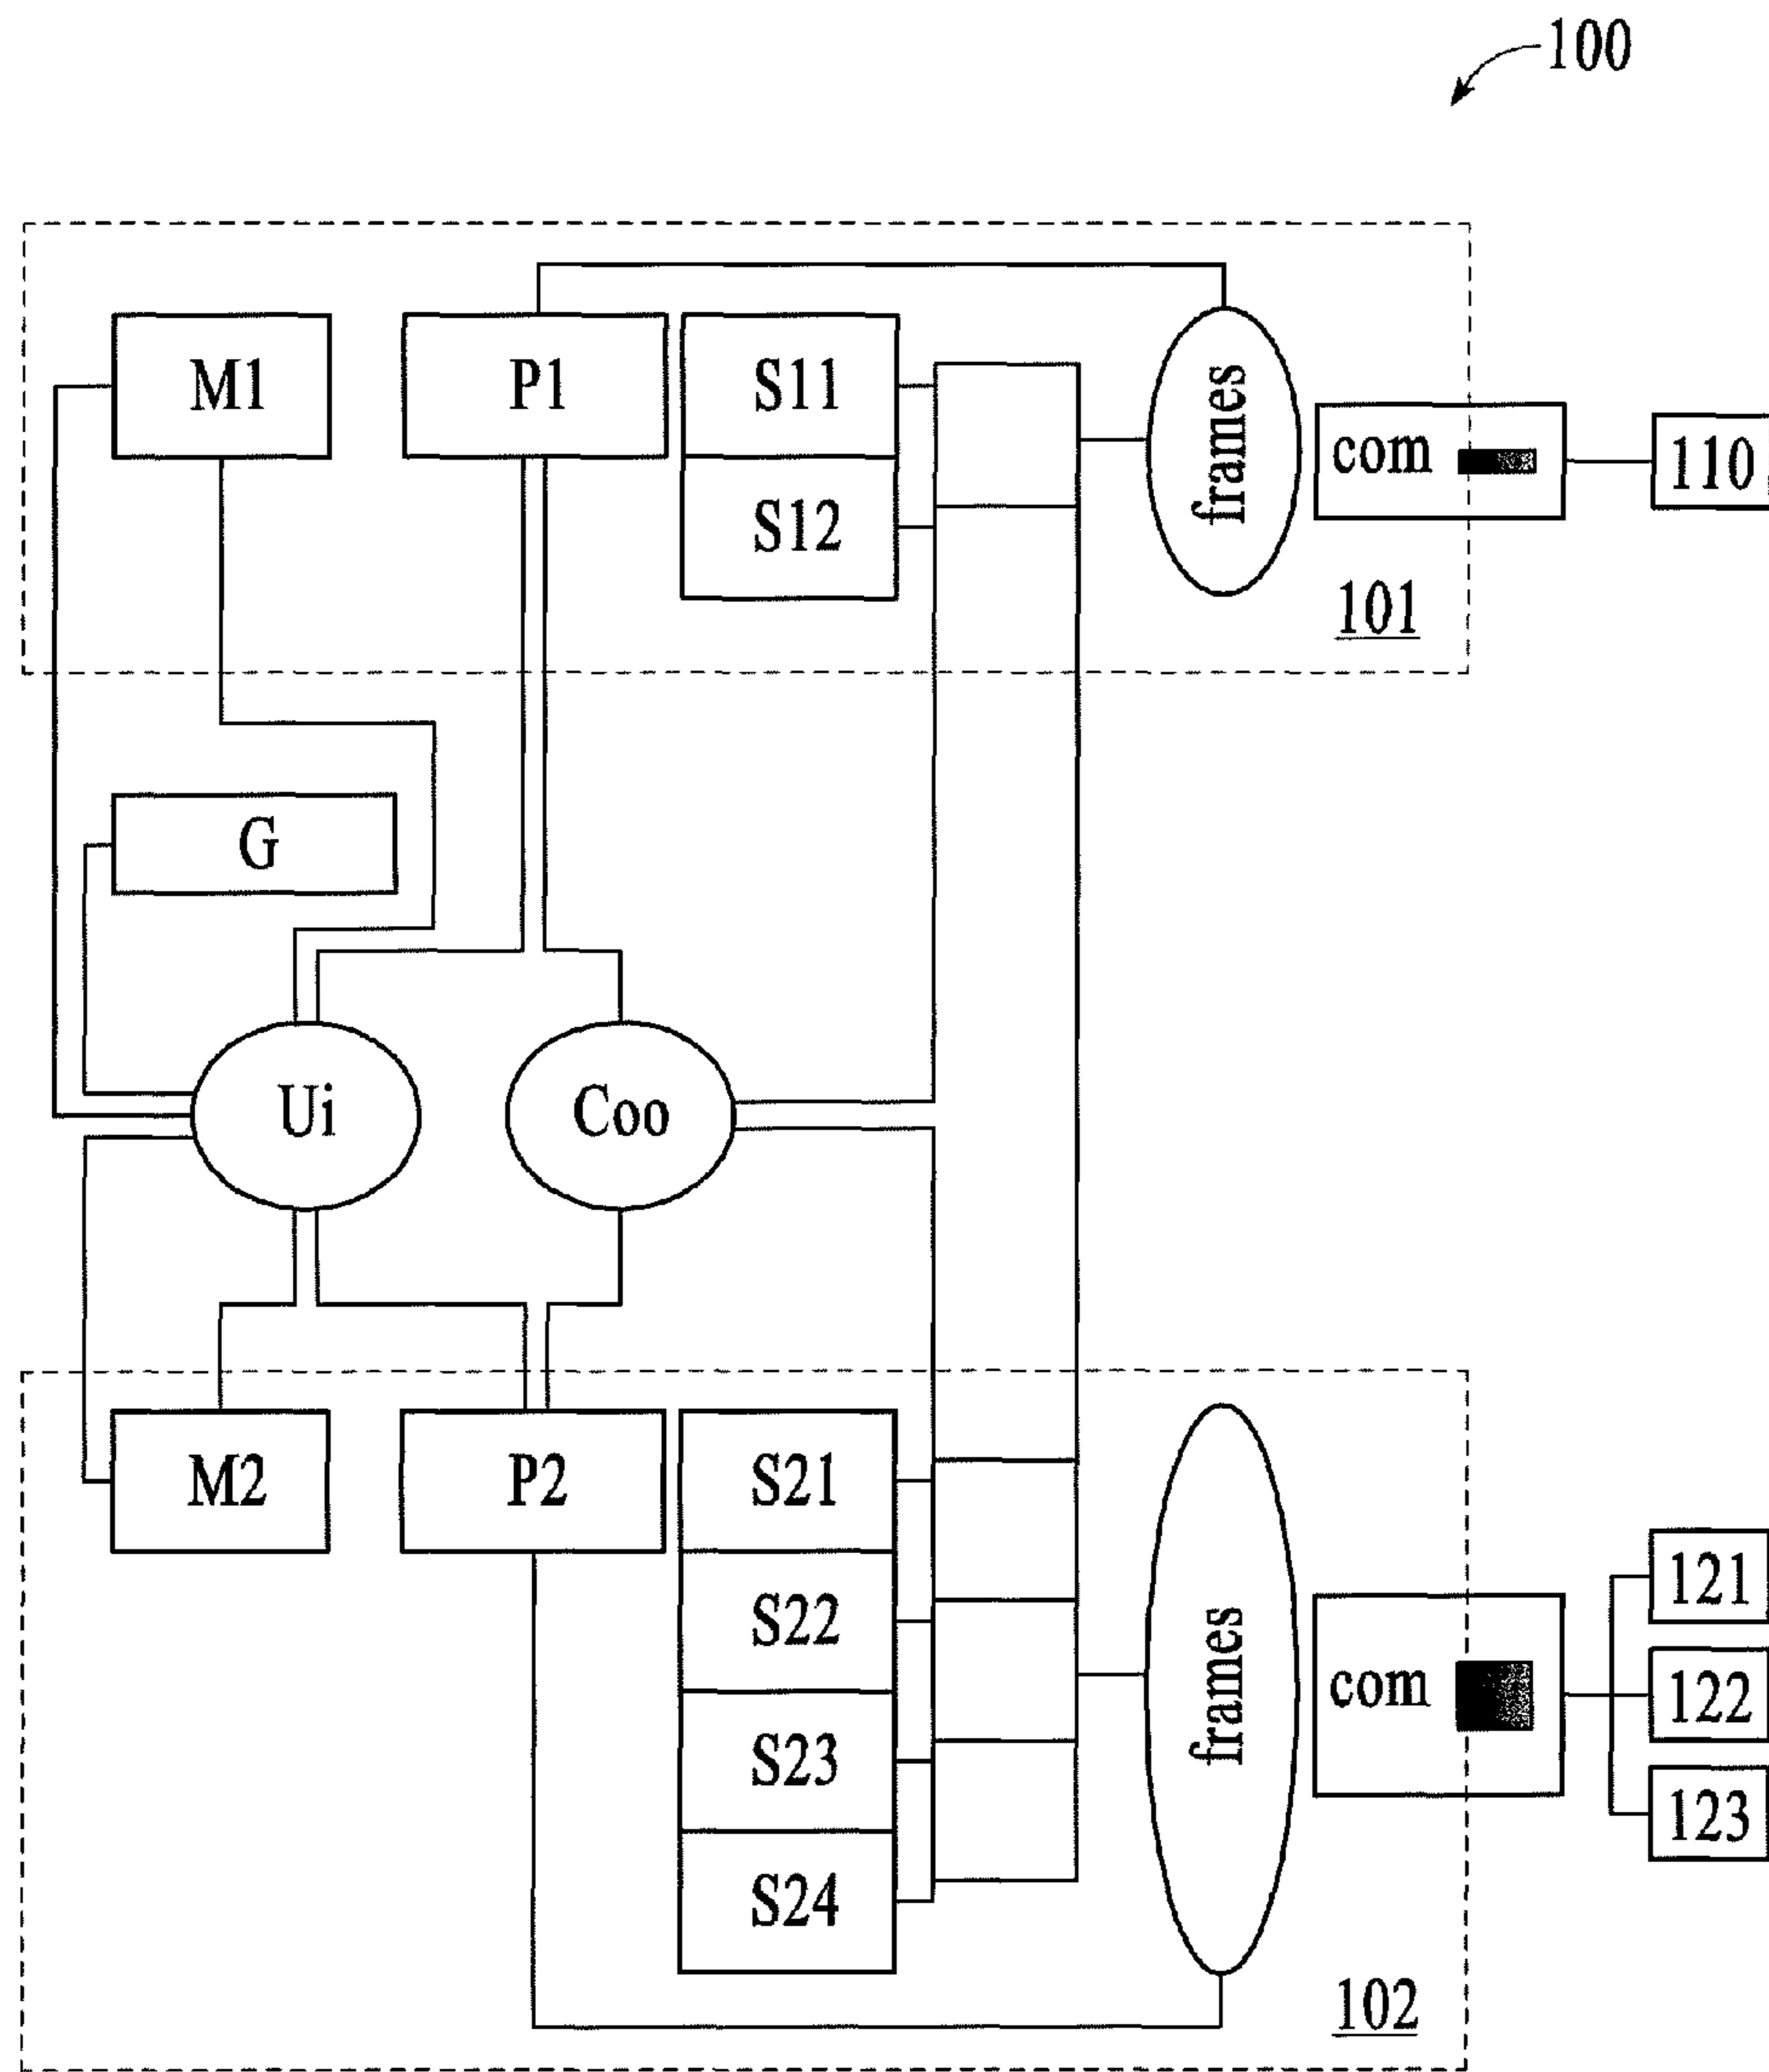 100
M1
P1
S11
S12
frames
com
110
101
G
Ui
Coo
M2
P2
S21
S22
S23
S24
frames
com
121
122
123
102